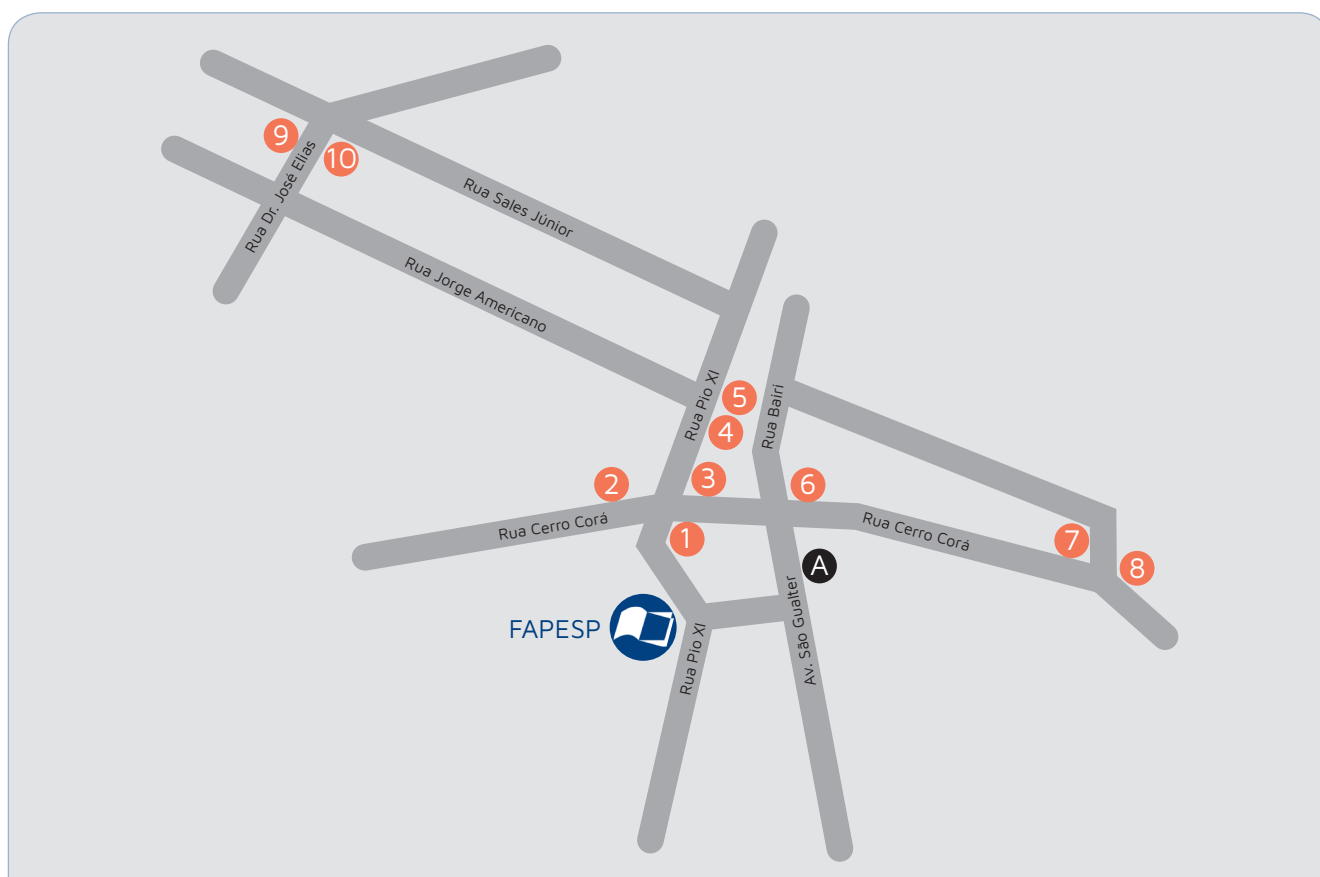 9
10
Rua Dr. José Elias
Rua Sales Júnior
Rua Jorge Americano
Rua Pio XI
5
4
Rua Bairi
3
2
6
Rua Cerro Corá
Rua Cerro Corá
1
7
8
A
FAPESP
Rua Pio XI
Av. São Gualter